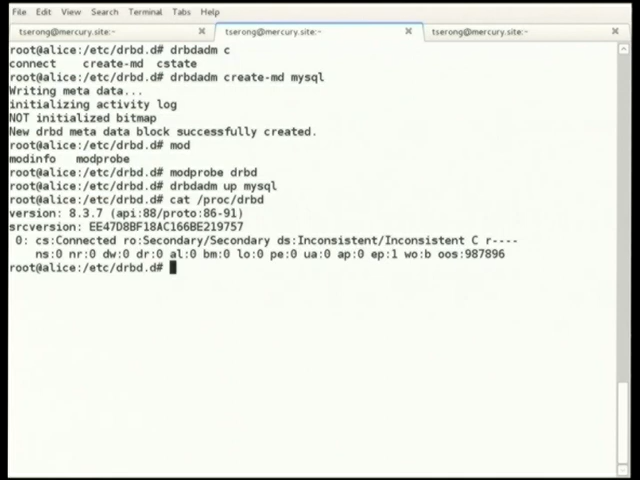 File Edit View Search Terminal Tabs Help
tserong@mercury.site:~ tserong@mercury.site:~ tserong@mercury.site:~
root@alice:/etc/drbd.d# drbdadm c
connect create-md cstate
root@alice:/etc/drbd.d# drbdadm create-md mysql
Writing meta data...
initializing activity log
NOT initialized bitmap
New drbd meta data block successfully created.
root@alice:/etc/drbd.d# mod
modinfo modprobe
root@alice:/etc/drbd.d# modprobe drbd
root@alice:/etc/drbd.d# drbdadm up mysql
root@alice:/etc/drbd.d# cat /proc/drbd
version: 8.3.7 (api:88/proto:86-91)
srcversion: EE47D8BF18AC166BE219757
0: cs:Connected ro:Secondary/Secondary ds:Inconsistent/Inconsistent C r----
ns:0 nr:0 dw:0 dr:0 al:0 bm:0 lo:0 pe:0 ua:0 ap:0 ep:1 wo:b oos:987896
root@alice:/etc/drbd.d#